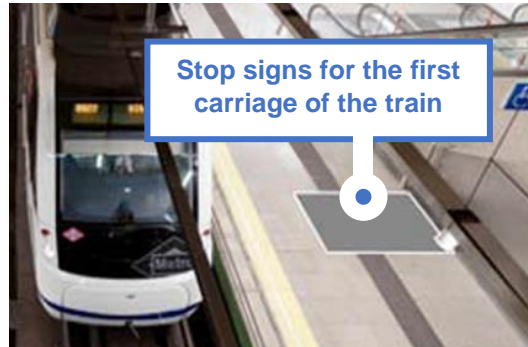 Stop signs for the first
carriage of the train
Metro